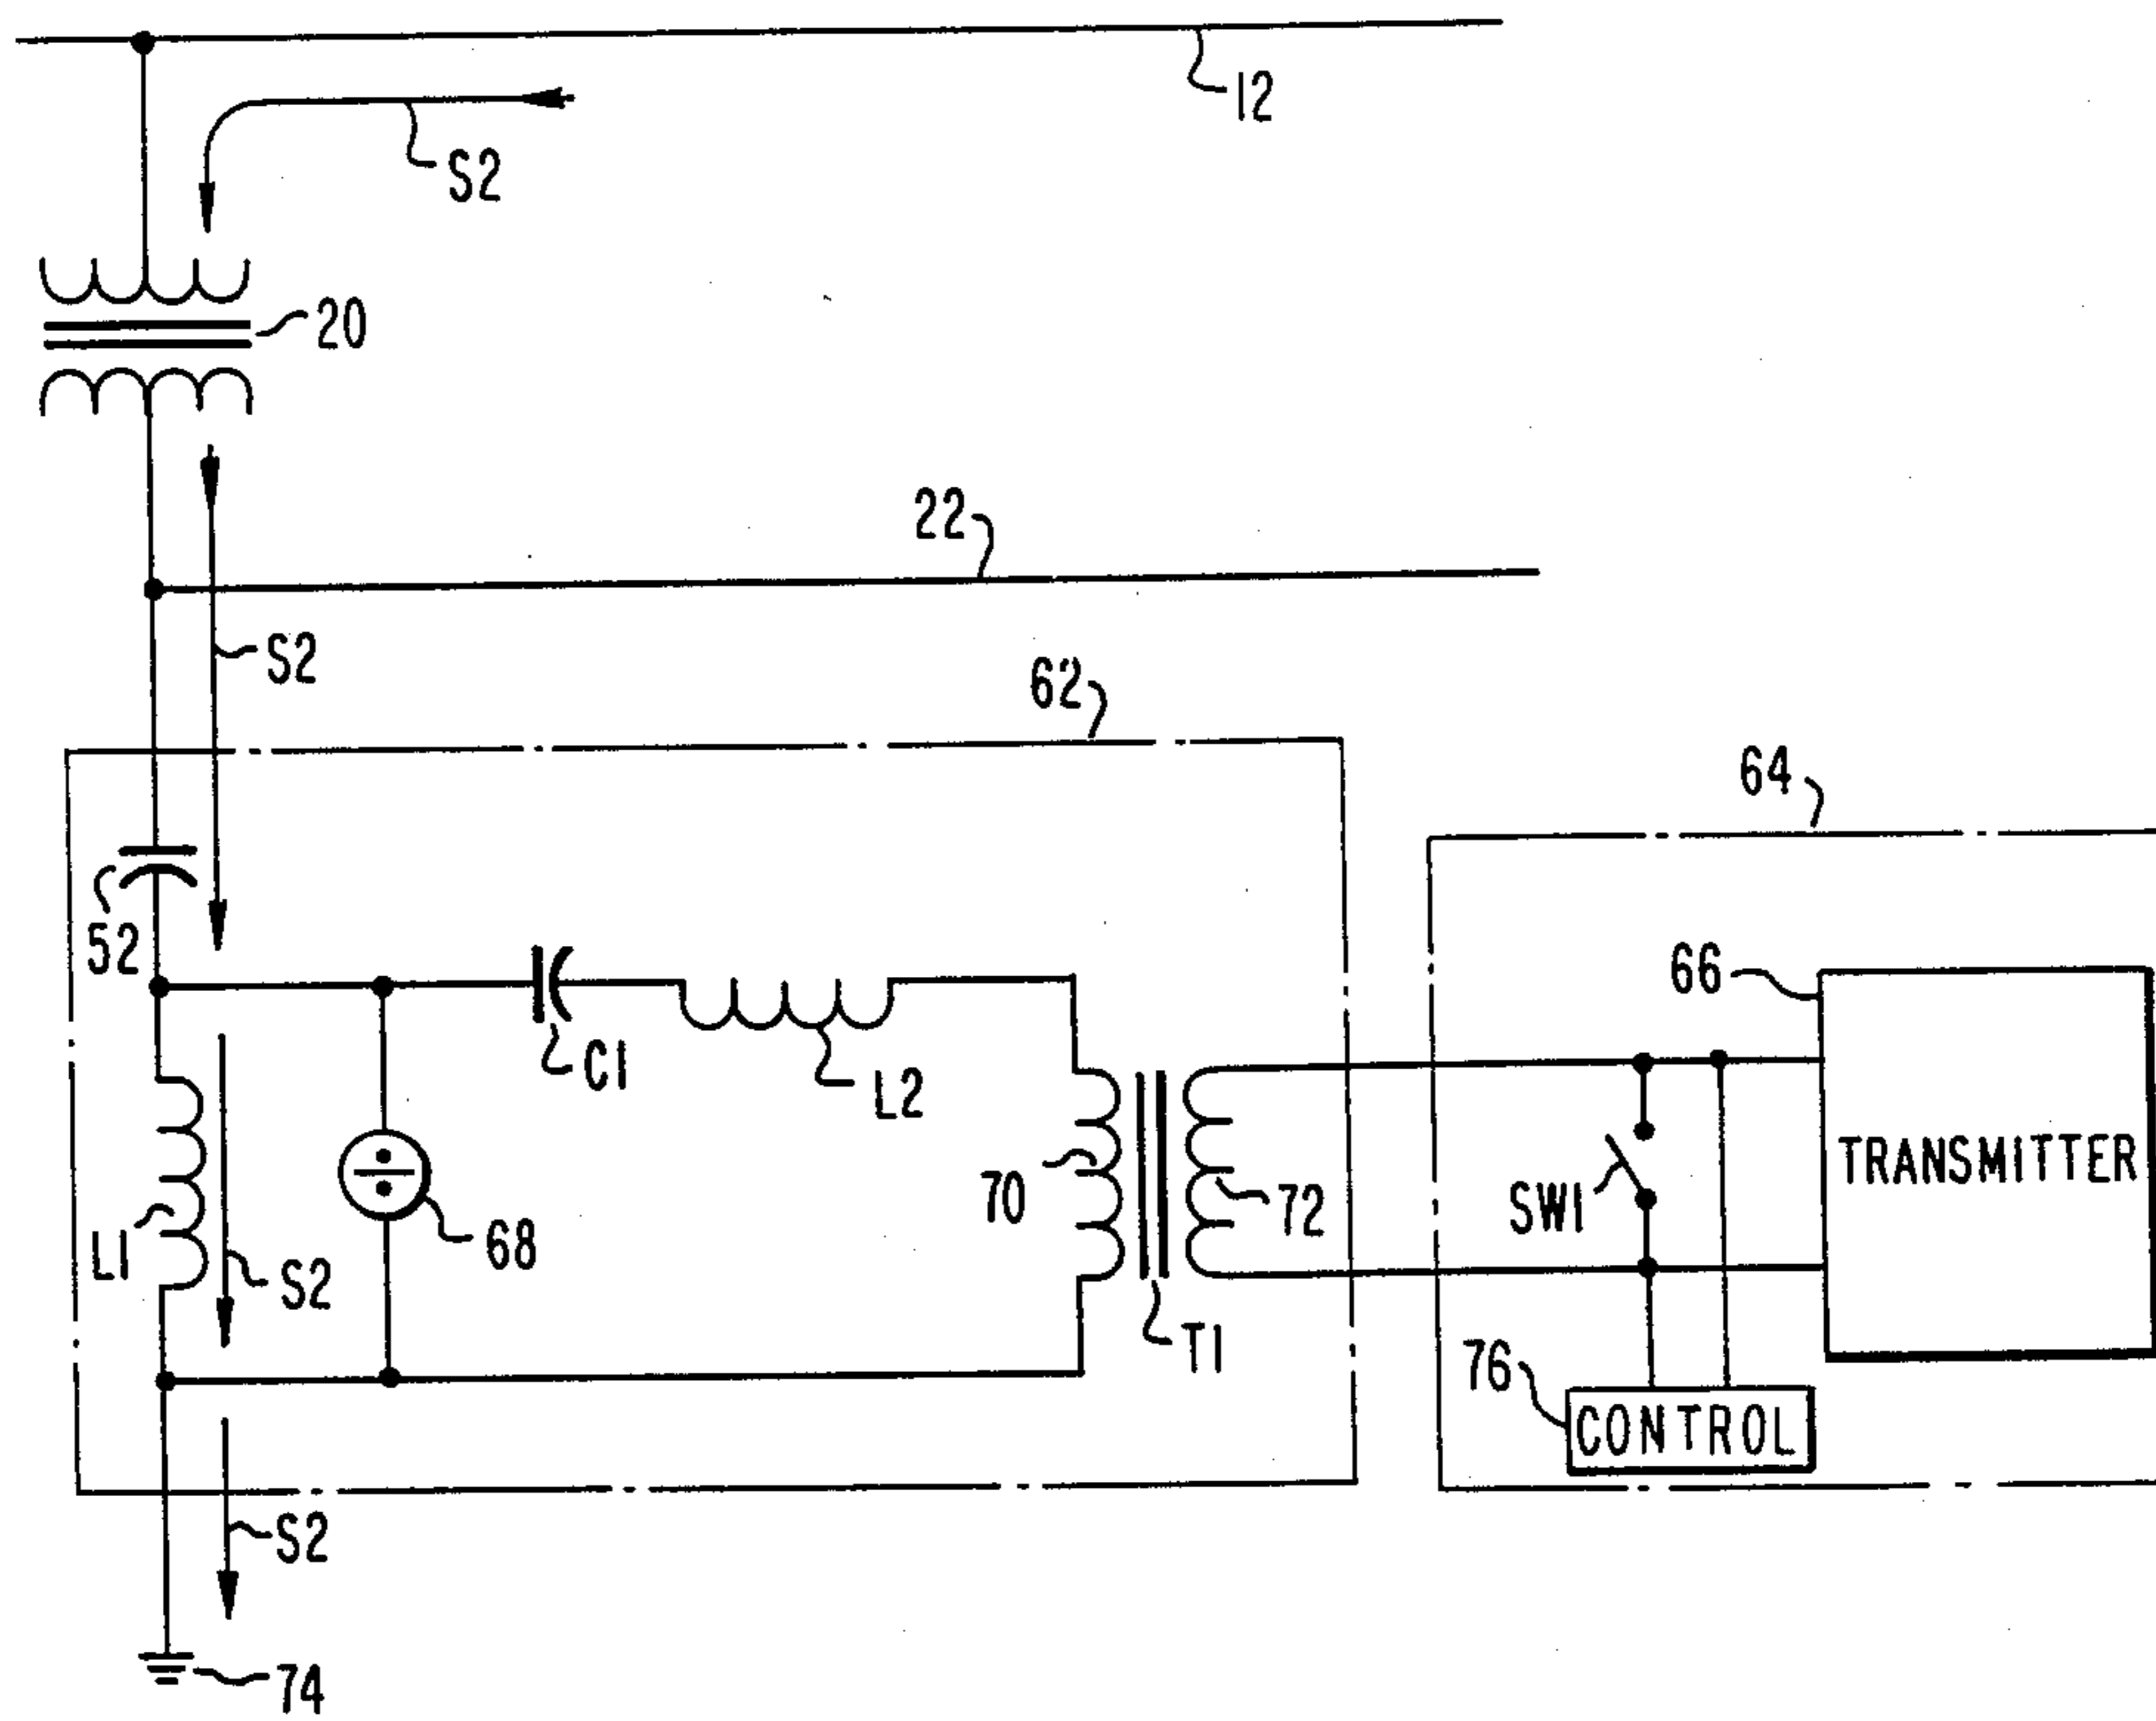 12
S2
20
22
S2
62
64
52
66
C1
L2
TRANSMITTER
70
72
SW1
L1
S2
68
T1
76
CONTROL
S2
74